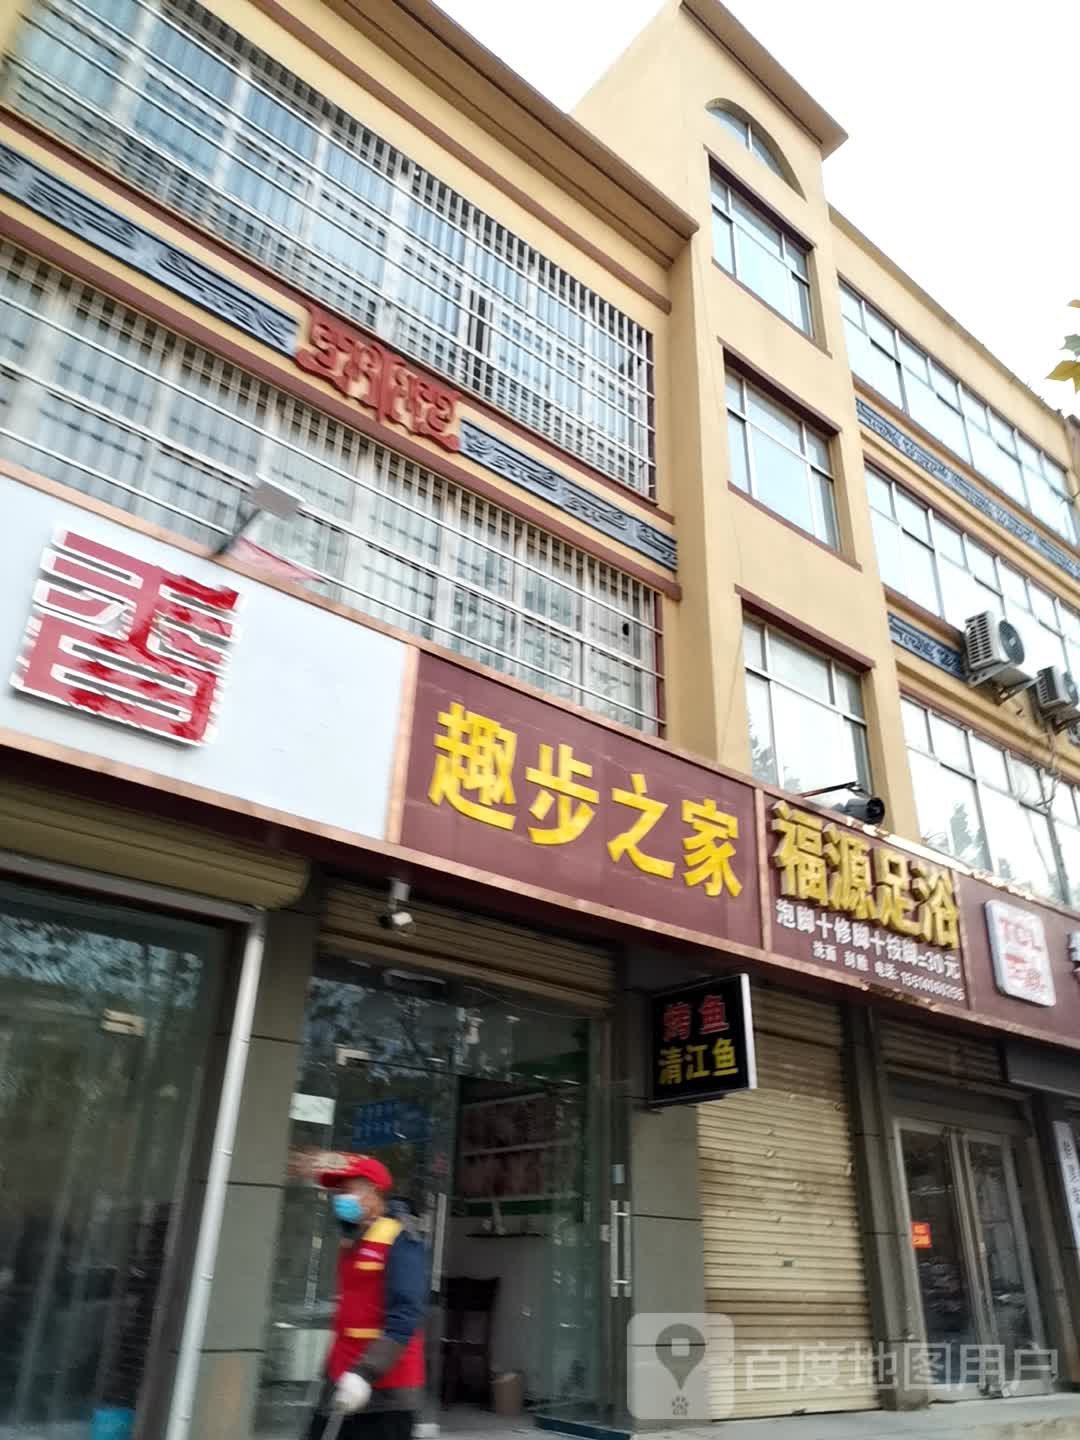 趣步之家
福源足浴
泡脚+修脚+按脚=30元
TCL
烤鱼
清江鱼
百度地图用户